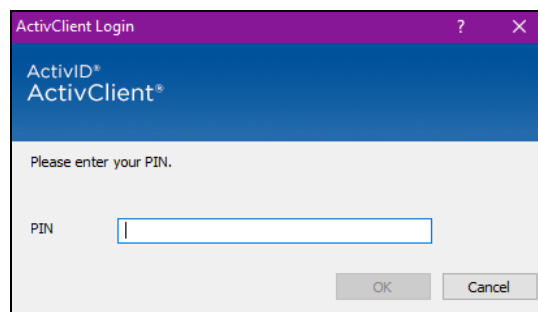 ActivClient Login ? ×
ActivID®
ActivClient®
Please enter your PIN.
PIN
OK Cancel